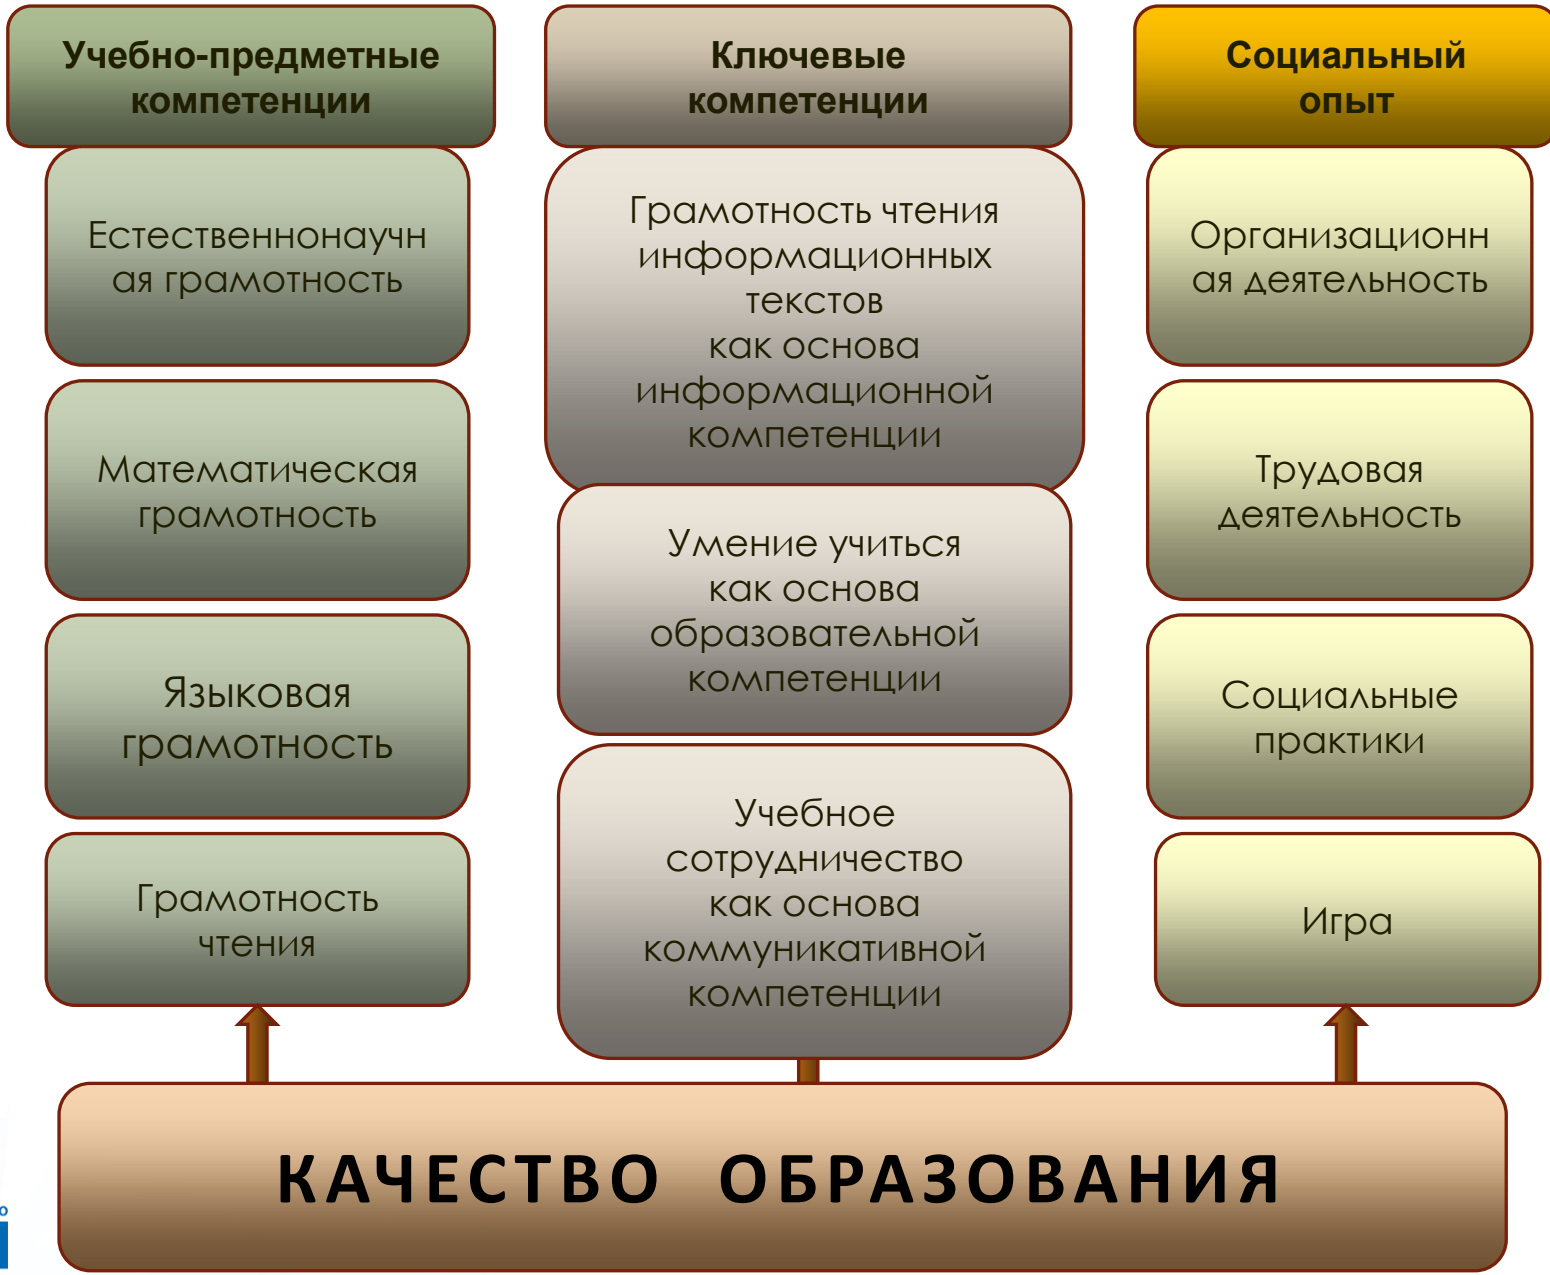 Учебно-предметные
компетенции
Естественнонаучн
ая грамотность
Математическая
грамотность
Языковая
грамотность
Грамотность
чтения
Ключевые
компетенции
Грамотность чтения
информационных
текстов
как основа
информационной
компетенции
Умение учиться
как основа
образовательной
компетенции
Учебное
сотрудничество
как основа
коммуникативной
компетенции
Социальный
опыт
Организационн
ая деятельность
Трудовая
деятельность
Социальные
практики
Игра
КАЧЕСТВО ОБРАЗОВАНИЯ